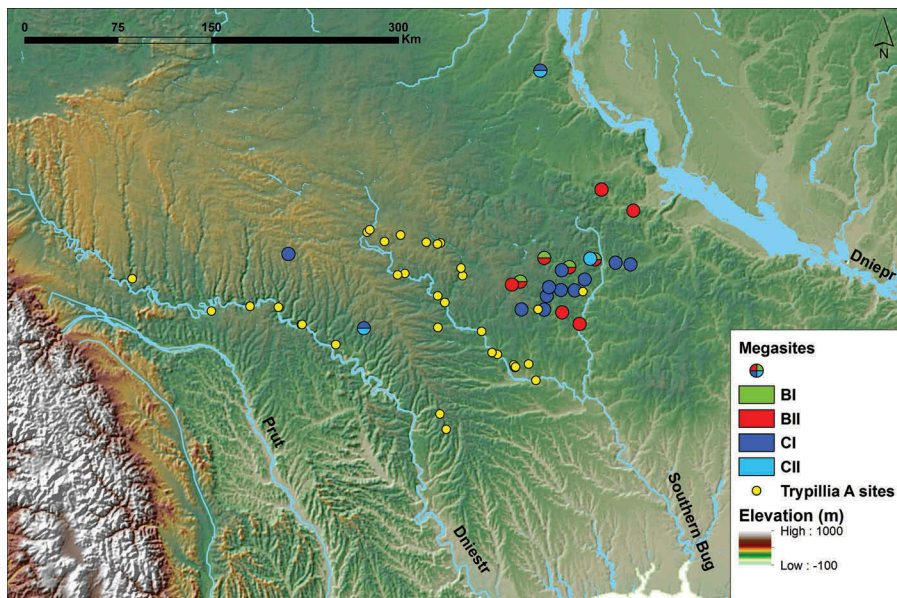 0 75 150 300
Km
N
Dniepr
Prut
Dniestr
Southern Bug
Megasites
BI
BII
CI
CII
Trypillia A sites
Elevation (m)
High : 1000
Low : -100